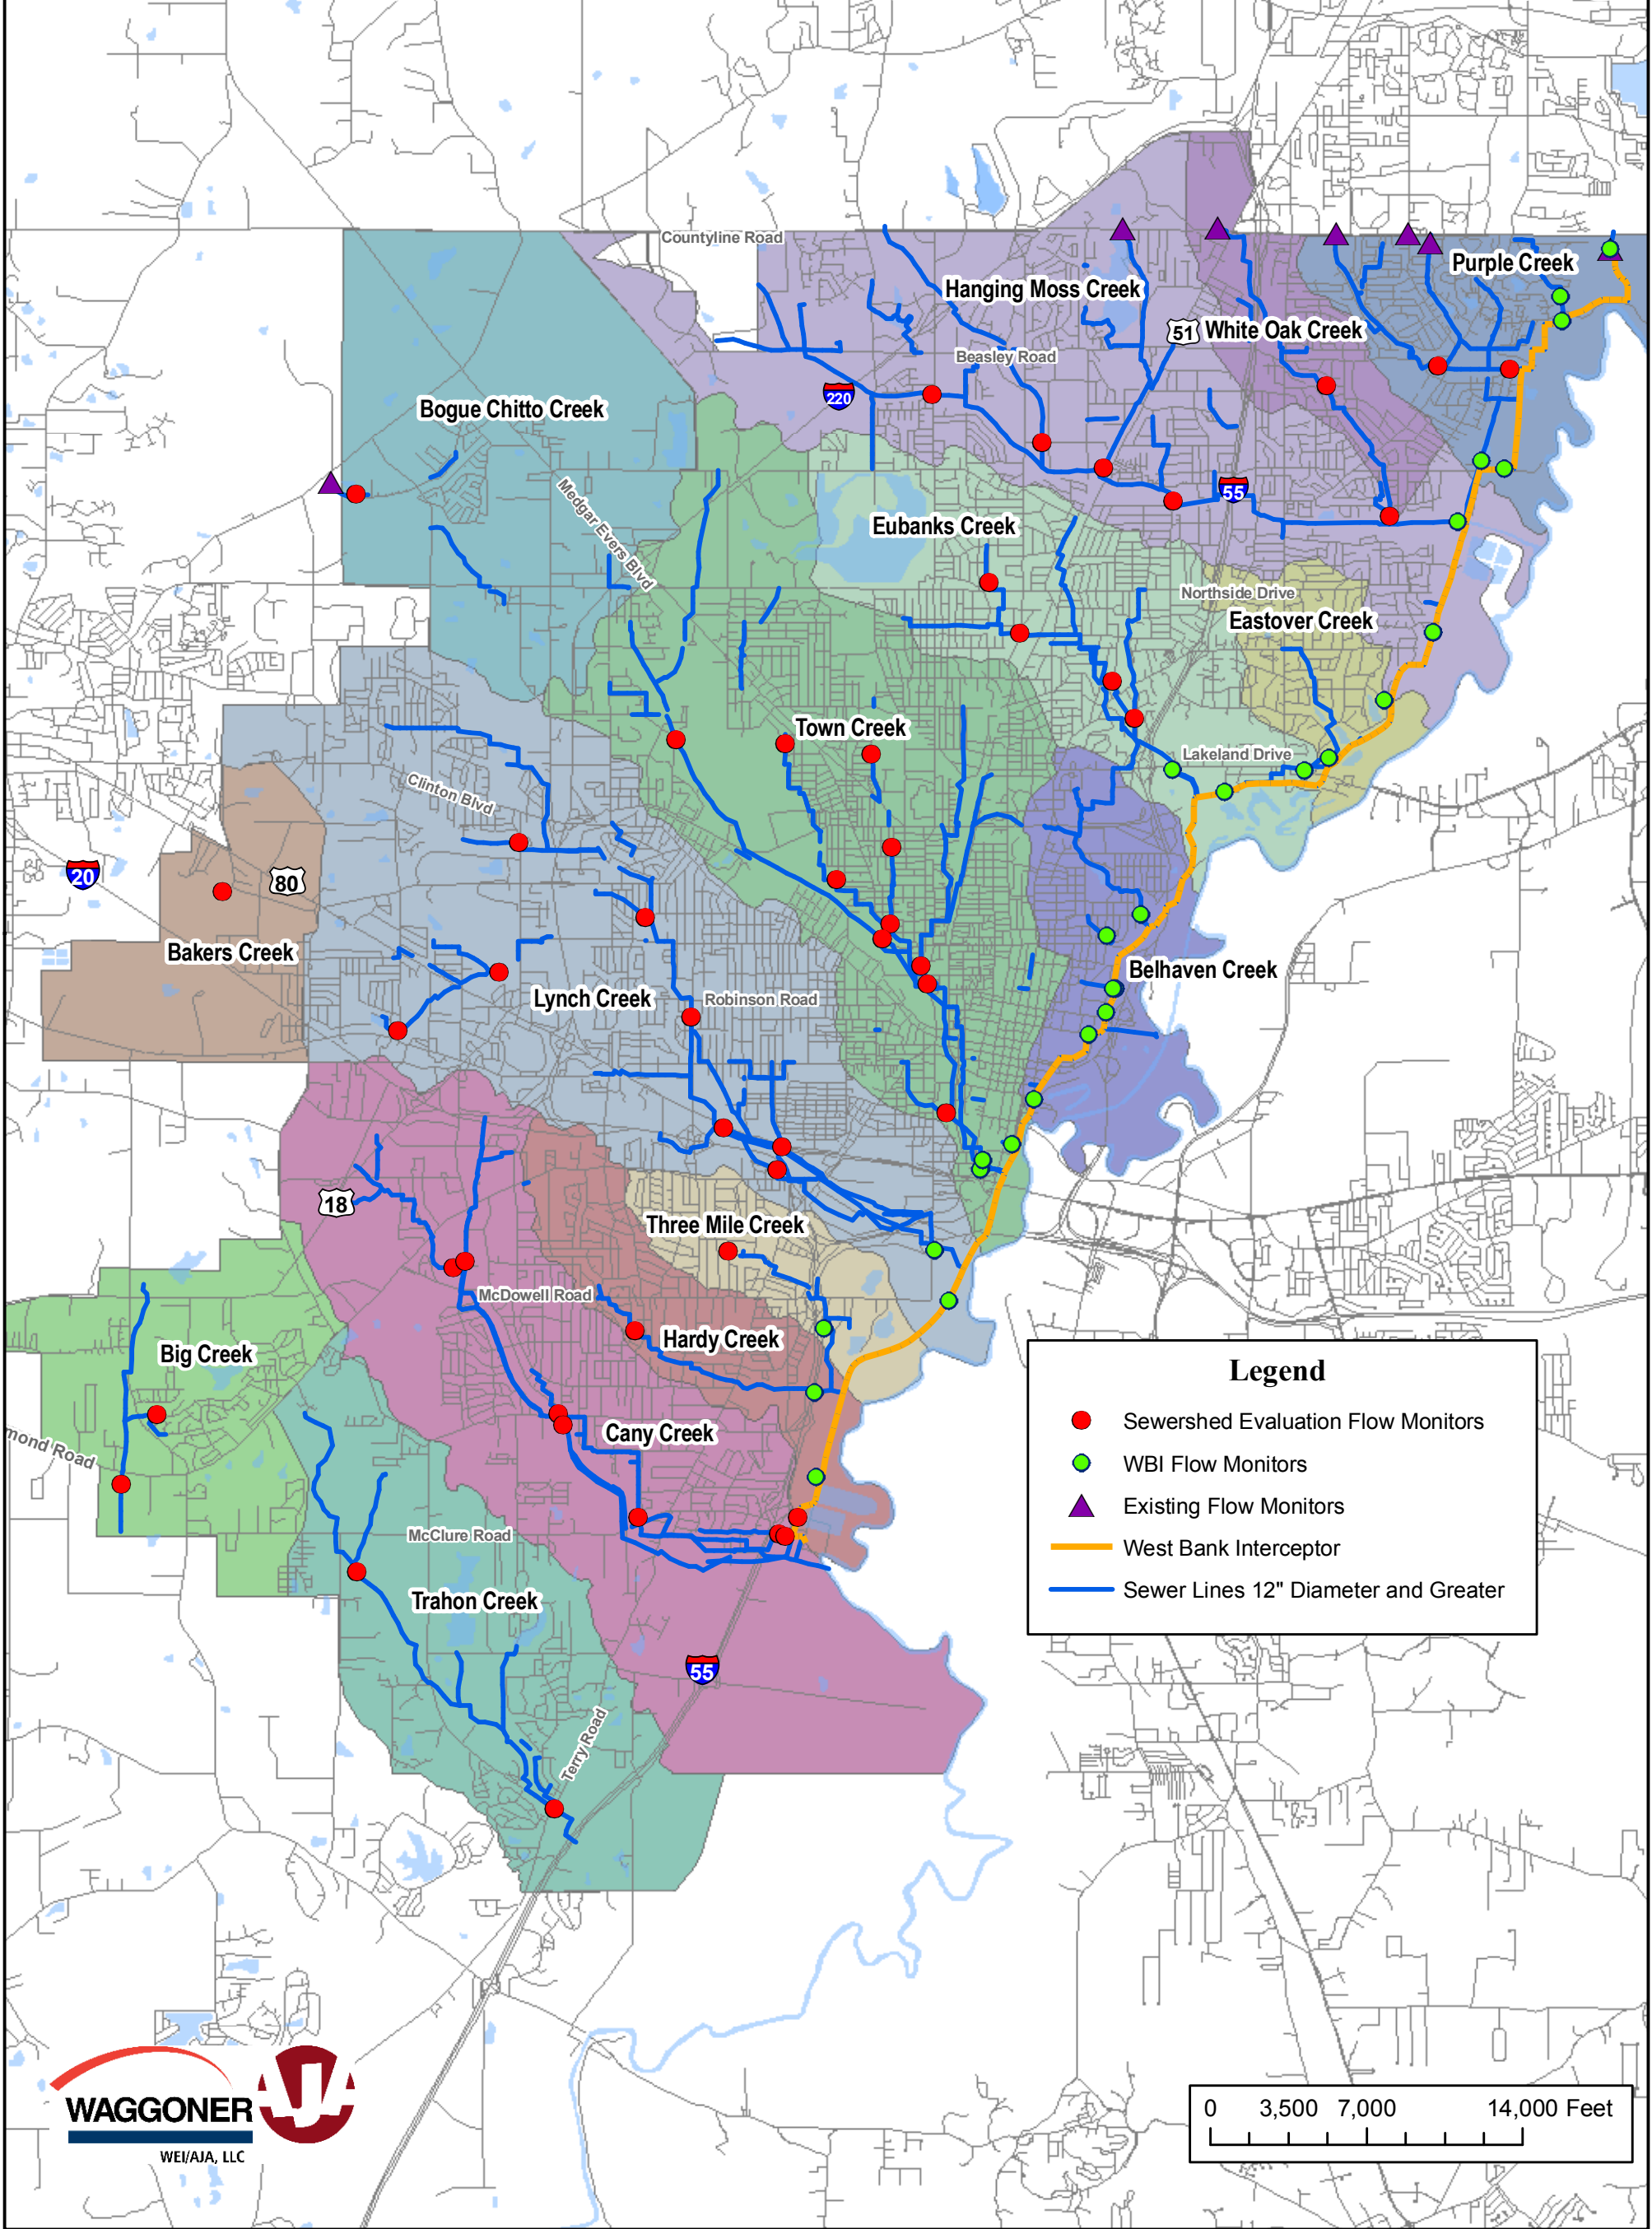 Countyline Road
Purple Creek
Hanging Moss Creek
51
White Oak Creek
Beasley Road
220
Bogue Chitto Creek
Medgar Evers Blvd
55
Eubanks Creek
Northside Drive
Eastover Creek
Town Creek
Lakeland Drive
Clinton Blvd
20
80
Bakers Creek
Belhaven Creek
Lynch Creek
Robinson Road
18
Three Mile Creek
McDowell Road
Hardy Creek
Big Creek
mond Road
Cany Creek
McClure Road
Trahon Creek
55
Terry Road
Legend
Sewershed Evaluation Flow Monitors
WBI Flow Monitors
Existing Flow Monitors
West Bank Interceptor
Sewer Lines 12" Diameter and Greater
WAGGONER
AJA
WEI/AJA, LLC
0 3,500 7,000 14,000 Feet